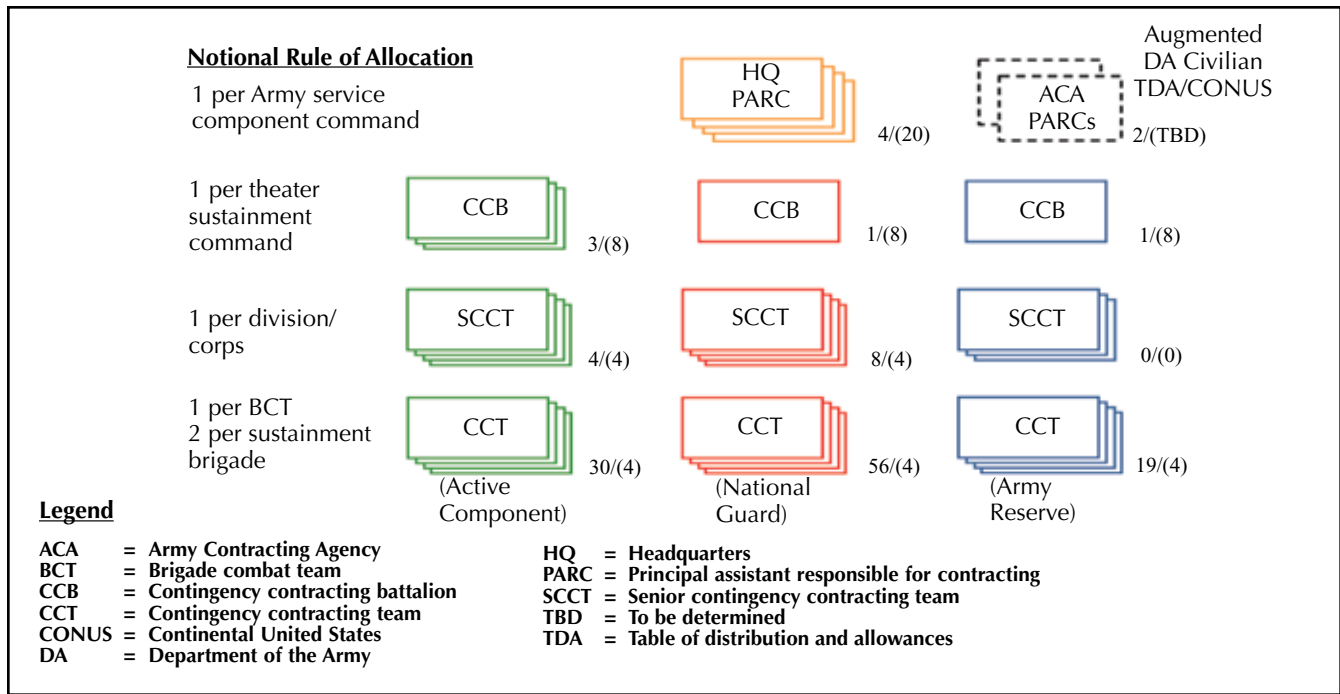 Notional Rule of Allocation
1 per Army service
component command
HQ
PARC
4/(20)
ACA
PARCs
2/(TBD)
Augmented
DA Civilian
TDA/CONUS
1 per theater
sustainment
command
CCB
3/(8)
CCB
1/(8)
CCB
1/(8)
1 per division/
corps
SCCT
4/(4)
SCCT
8/(4)
SCCT
0/(0)
1 per BCT
2 per sustainment
brigade
CCT
30/(4)
CCT
56/(4)
CCT
19/(4)
(Active
Component)
(National
Guard)
(Army
Reserve)
Legend
ACA = Army Contracting Agency
BCT = Brigade combat team
CCB = Contingency contracting battalion
CCT = Contingency contracting team
CONUS = Continental United States
DA = Department of the Army
HQ = Headquarters
PARC = Principal assistant responsible for contracting
SCCT = Senior contingency contracting team
TBD = To be determined
TDA = Table of distribution and allowances